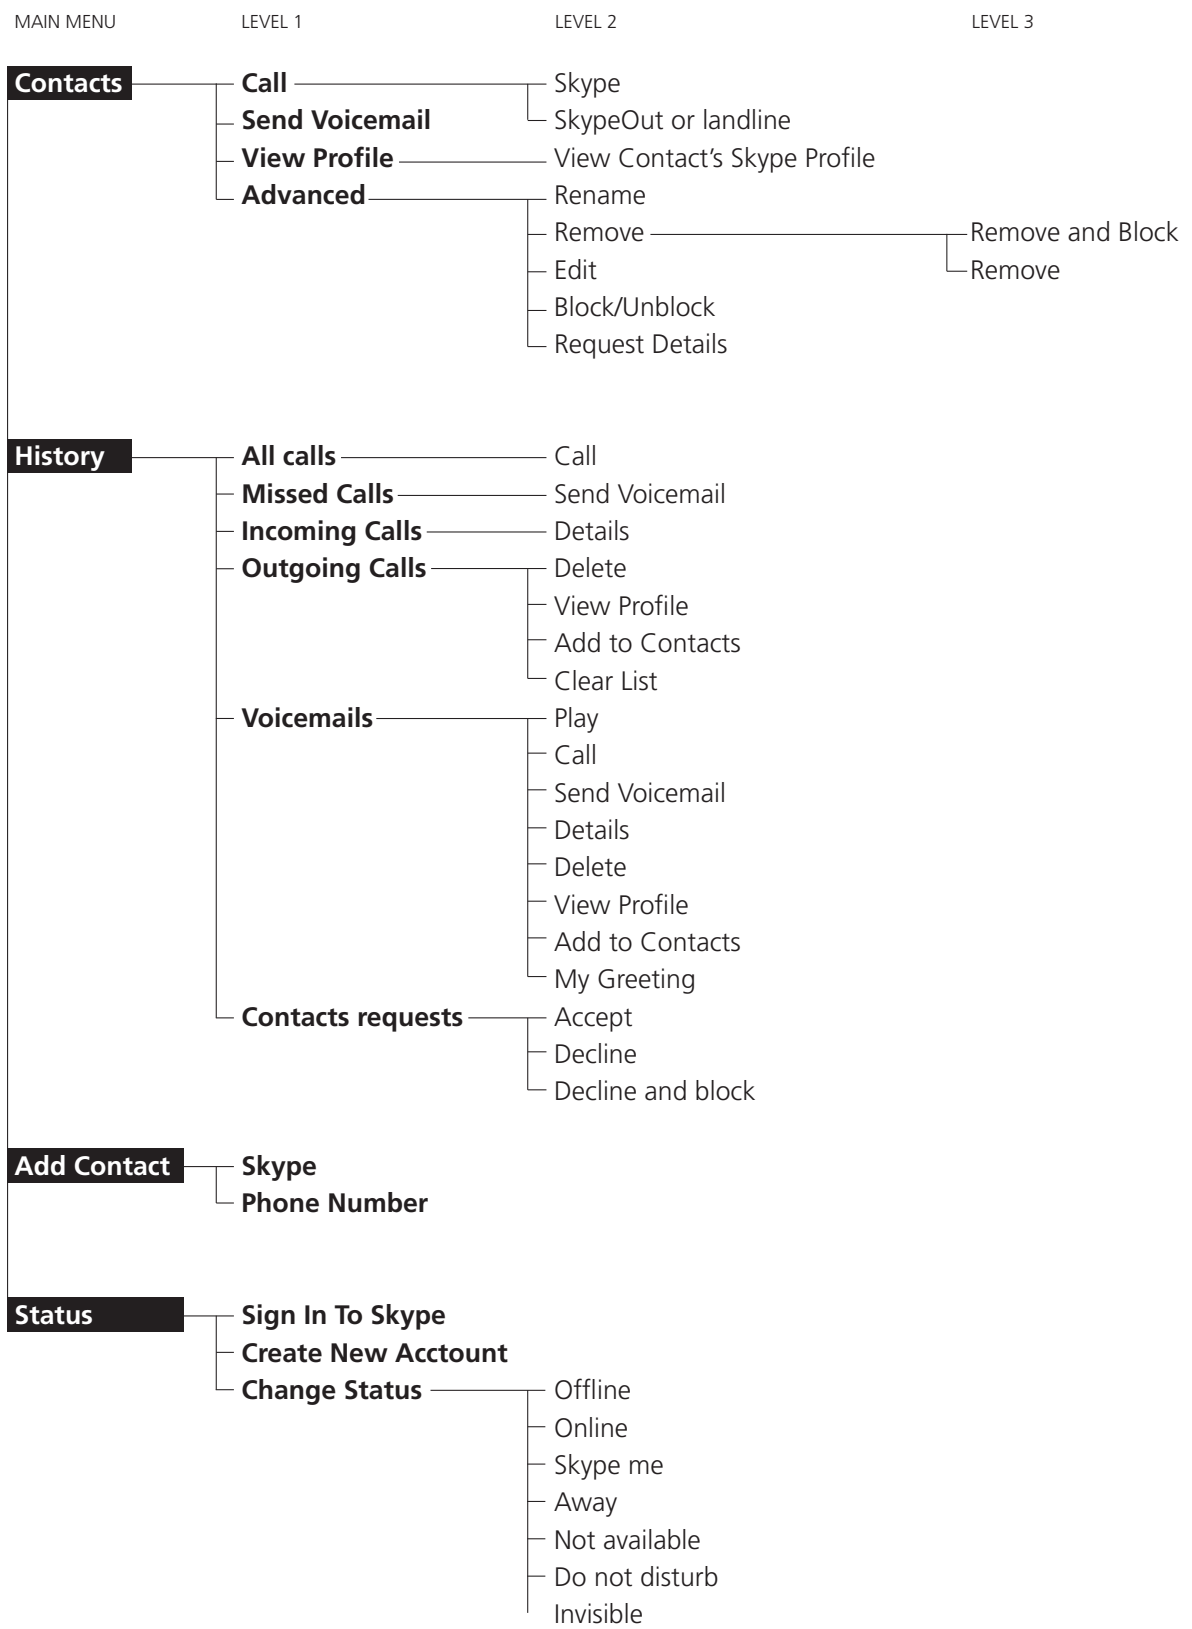 MAIN MENU LEVEL 1 LEVEL 2 LEVEL 3
Contacts Call Skype
Send Voicemail SkypeOut or landline
View Profile View Contact’s Skype Profile
Advanced Rename
Remove Remove and Block
Edit Remove
Block/Unblock
Request Details
History All calls Call
Missed Calls Send Voicemail
Incoming Calls Details
Outgoing Calls Delete
View Profile
Add to Contacts
Clear List
Voicemails Play
Call
Send Voicemail
Details
Delete
View Profile
Add to Contacts
My Greeting
Contacts requests Accept
Decline
Decline and block
Add Contact Skype
Phone Number
Status Sign In To Skype
Create New Acctount
Change Status Offline
Online
Skype me
Away
Not available
Do not disturb
Invisible